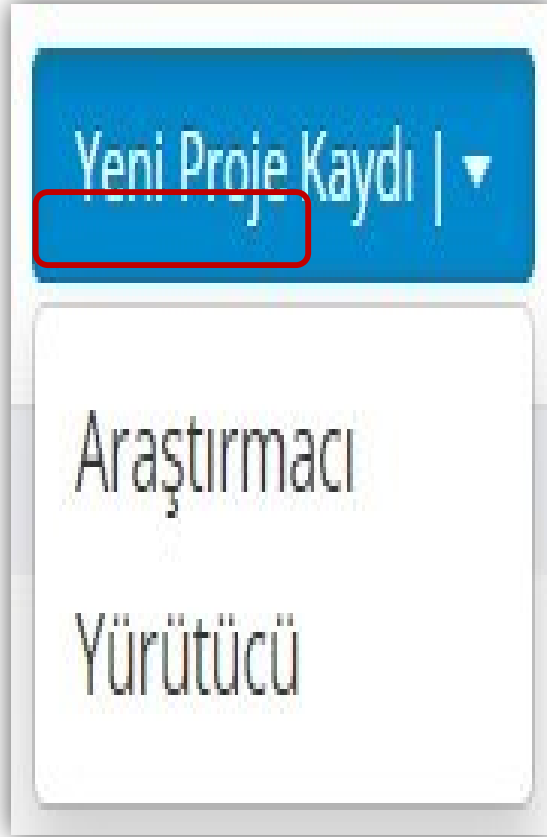 Yeni Proje Kaydı | ▼
Araştırmacı
Yürütücü